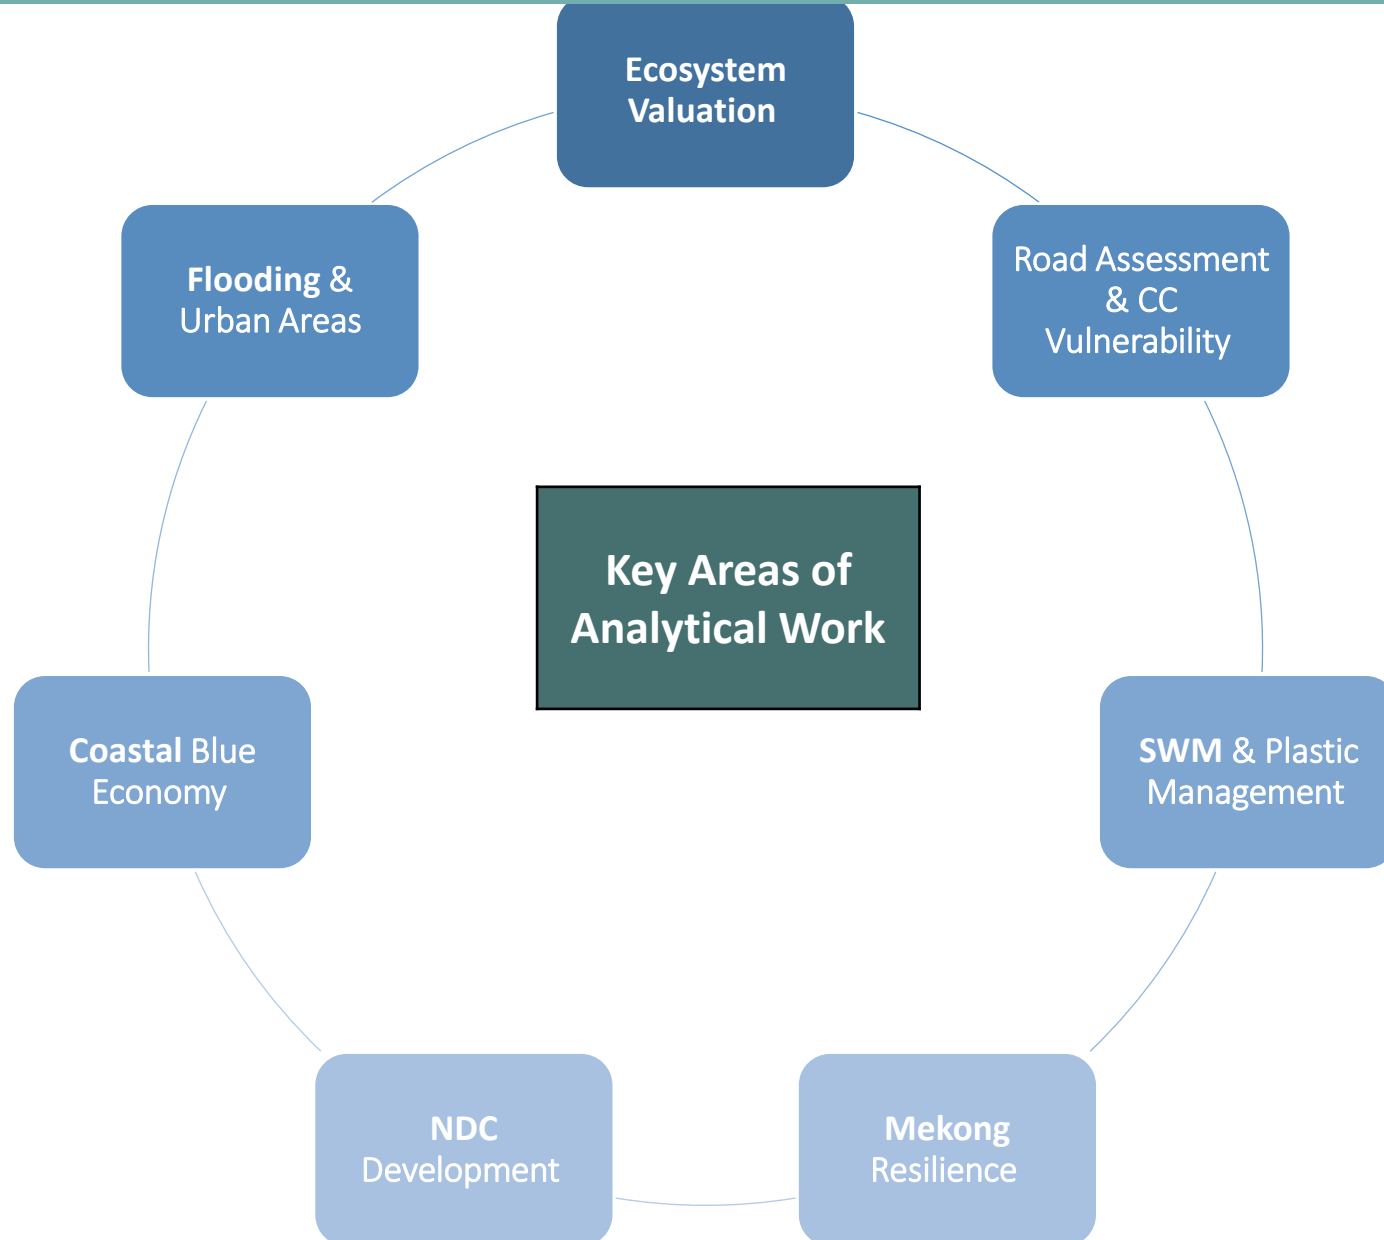 Ecosystem
Valuation
Flooding &
Urban Areas
Road Assessment
& CC
Vulnerability
Key Areas of
Analytical Work
Coastal Blue
Economy
SWM & Plastic
Management
NDC
Development
Mekong
Resilience